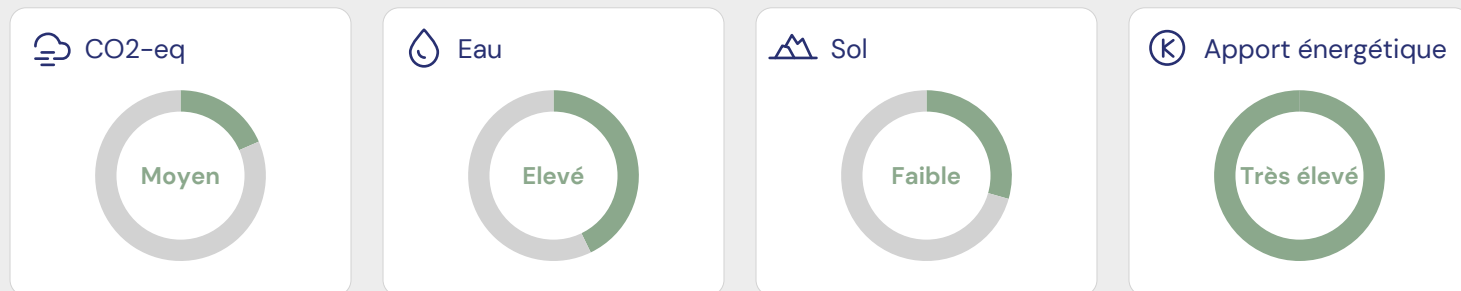 CO2-eq
Moyen
Eau
Elevé
Sol
Faible
Apport énergétique
Très élevé